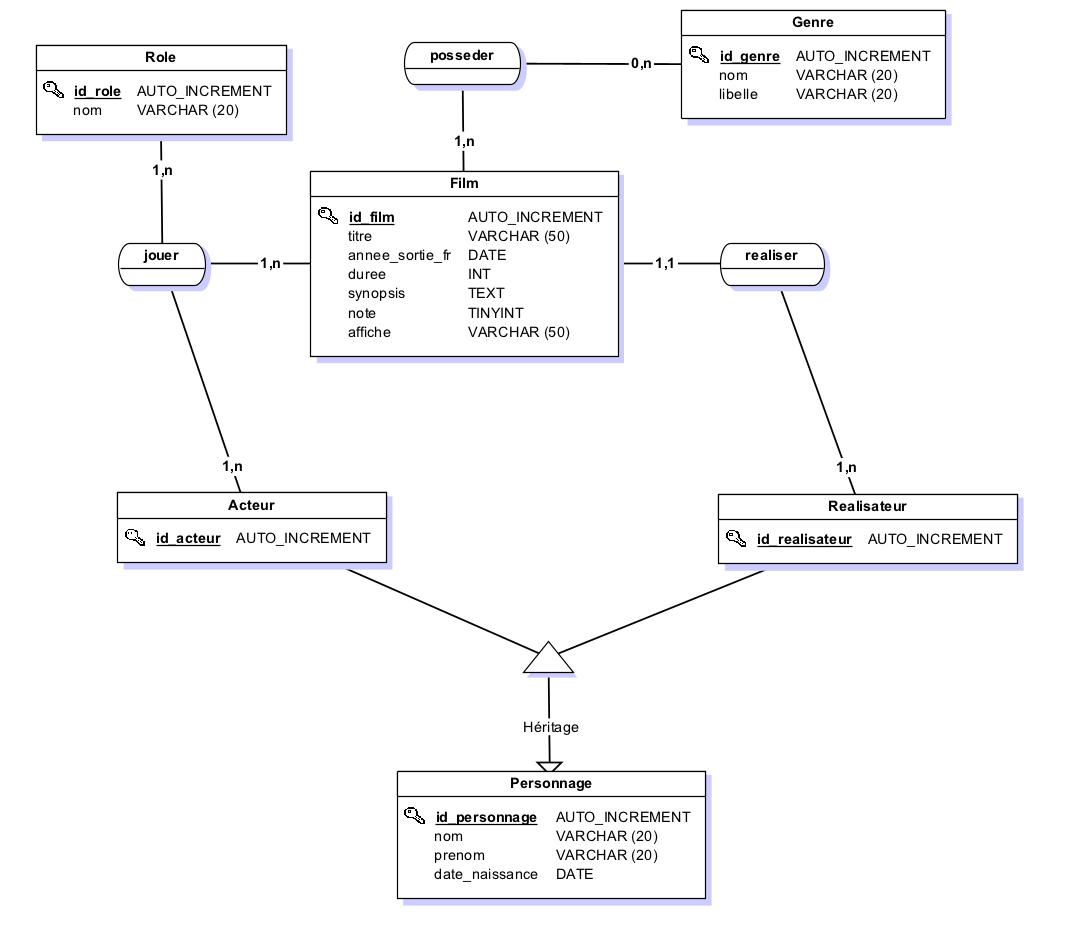 Genre
id_genre AUTO_INCREMENT
nom VARCHAR (20)
libelle VARCHAR (20)
posseder
0,n
1,n
Role
id_role AUTO_INCREMENT
nom VARCHAR (20)
1,n
Film
id_film AUTO_INCREMENT
titre VARCHAR (50)
annee_sortie_fr DATE
duree INT
synopsis TEXT
note TINYINT
affiche VARCHAR (50)
jouer
1,n
1,1
realiser
1,n
1,n
Acteur
id_acteur AUTO_INCREMENT
Realisateur
id_realisateur AUTO_INCREMENT
Héritage
Personnage
id_personnage AUTO_INCREMENT
nom VARCHAR (20)
prenom VARCHAR (20)
date_naissance DATE